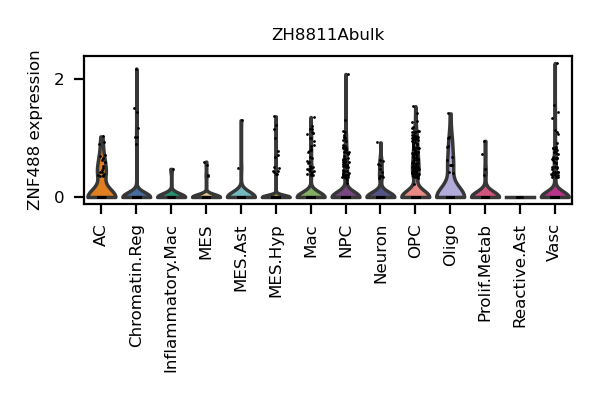 ZH8811Abulk
ZNF488 expression
2
0
AC
Chromatin.Reg
Inflammatory.Mac
MES
MES.Ast
MES.Hyp
Mac
NPC
Neuron
OPC
Oligo
Prolif.Metab
Reactive.Ast
Vasc